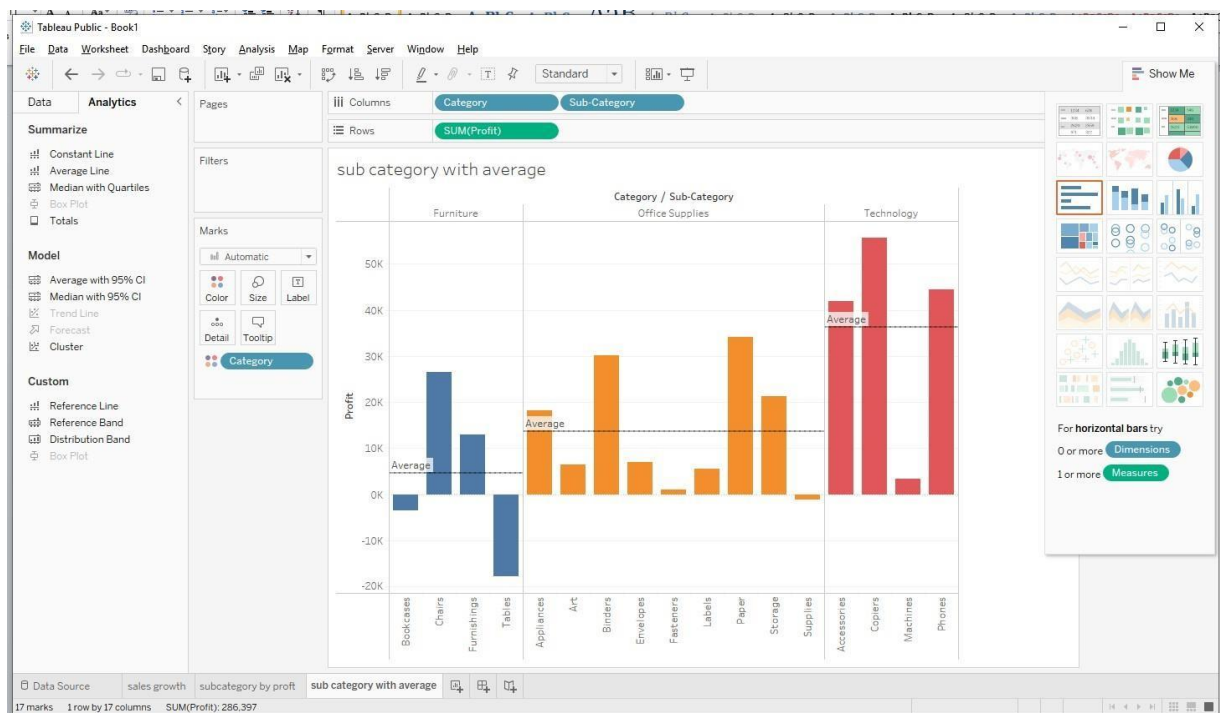 Tableau Public - Book1
File Data Worksheet Dashboard Story Analysis Map Format Server Window Help
Standard
Show Me
Data Analytics
Pages
iii Columns Category Sub-Category
Rows SUM(Profit)
Summarize
Constant Line
Average Line
Median with Quartiles
Box Plot
Totals
Model
Average with 95% CI
Median with 95% CI
Trend Line
Forecast
Cluster
Custom
Reference Line
Reference Band
Distribution Band
Box Plot
Filters
Marks
Automatic
Color Size Label
Detail Tooltip
Category
sub category with average
Category / Sub-Category
Furniture Office Supplies Technology
Profit
50K
40K
30K
20K
10K
0K
-10K
-20K
Average
Average
Average
Bookcases
Chairs
Furnishings
Tables
Appliances
Art
Binders
Envelopes
Fasteners
Labels
Paper
Storage
Supplies
Accessories
Copiers
Machines
Phones
For horizontal bars try
0 or more Dimensions
1 or more Measures
Data Source sales growth subcategory by proft sub category with average
17 marks 1 row by 17 columns SUM(Profit): 286,397